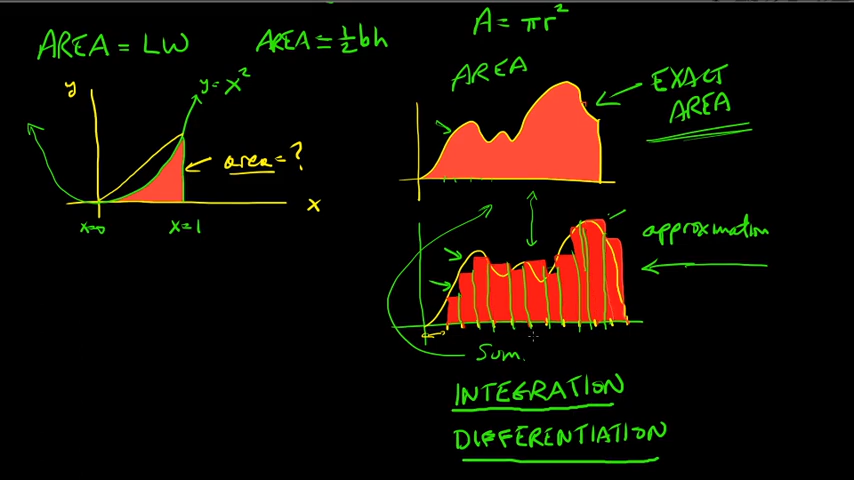 AREA = LW
AREA = ½bh
A = πr²
AREA
EXACT
AREA
y
y = x²
area = ?
x
x=0
x=1
approximation
Sum.
INTEGRATION
DIFFERENTIATION